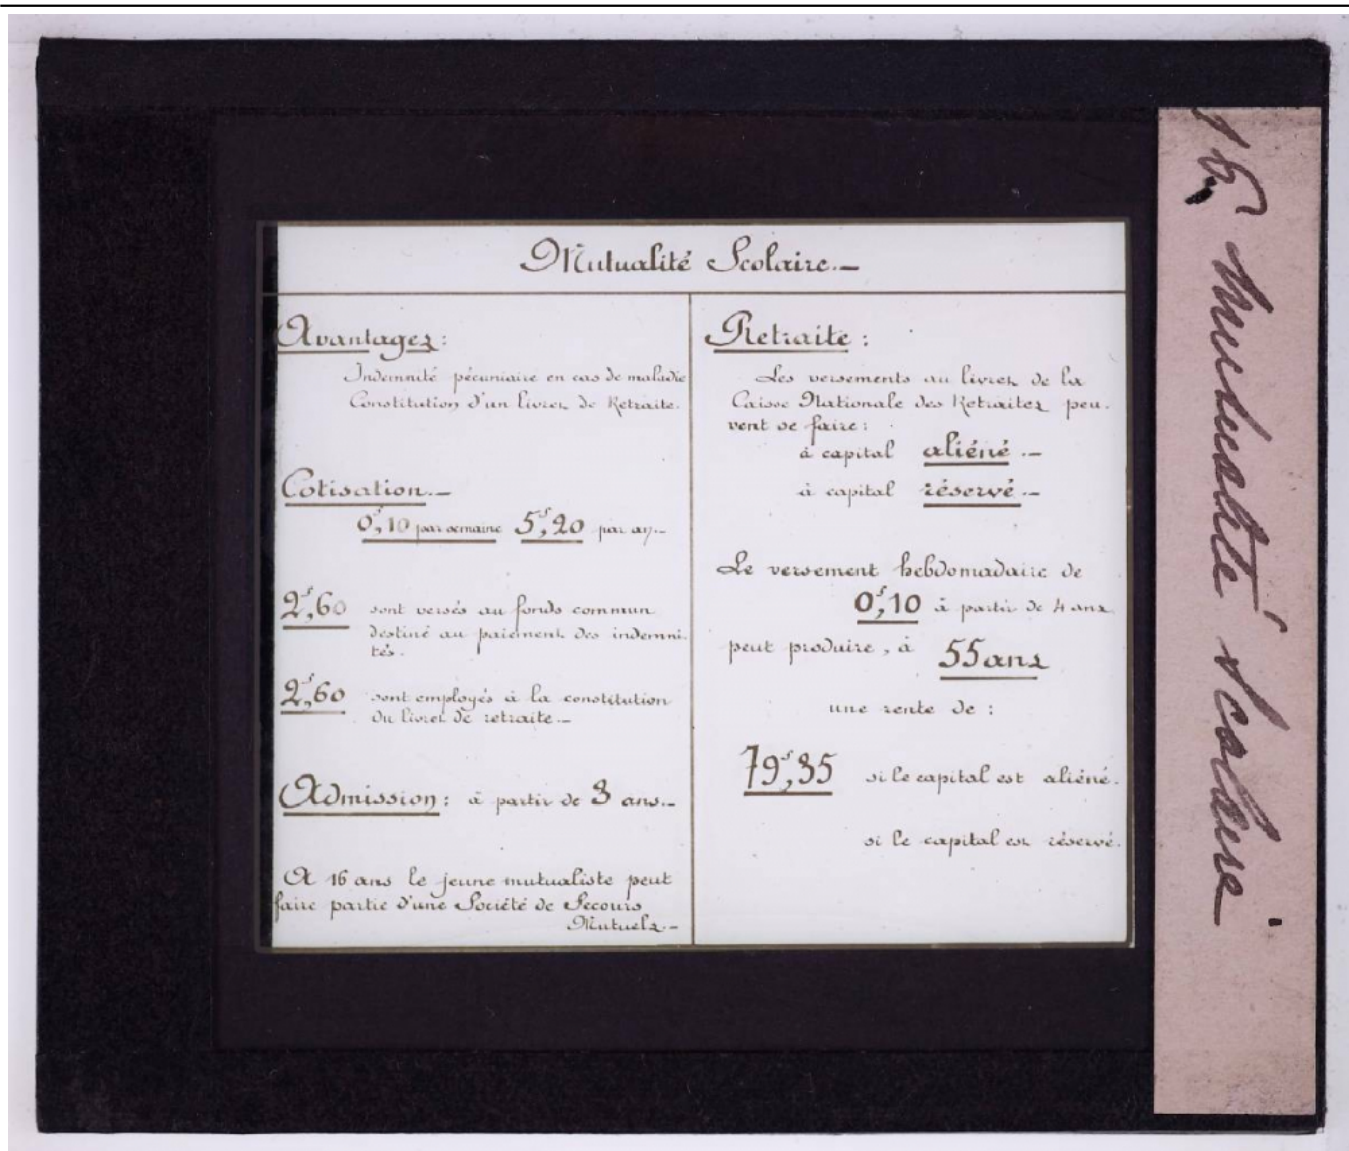 Mutualité Scolaire.—
Avantages :
Indemnité pécuniaire en cas de maladie
Constitution d'un livret de Retraite.
Cotisation.—
0f,10 par semaine 5f,20 par an.—
2f,60 sont versés au fonds commun
destiné au paiement des indemni-
tés.
2f,60 sont employés à la constitution
du livret de retraite.—
Admission : à partir de 3 ans.—
A 16 ans le jeune mutualiste peut
faire partie d'une Société de Secours
Mutuels.—
Retraite :
Les versements au livret de la
Caisse Nationale des Retraites peu-
vent se faire :
à capital aliéné.—
à capital réservé.—
Le versement hebdomadaire de
0f,10 à partir de 4 ans
peut produire, à 55 ans
une rente de :
79f,35 si le capital est aliéné.
si le capital est réservé.
Mutualité Scolaire